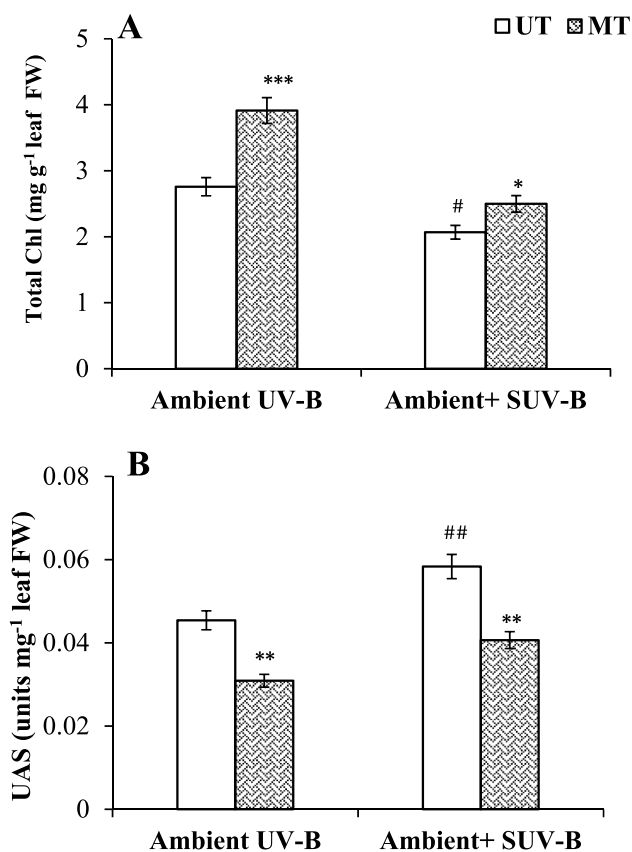 A
UT MT
Total Chl (mg g⁻¹ leaf FW)
5
4
3
2
1
0
***
#
*
Ambient UV-B
Ambient+ SUV-B
B
UAS (units mg⁻¹ leaf FW)
0.08
0.06
0.04
0.02
0
**
##
**
Ambient UV-B
Ambient+ SUV-B